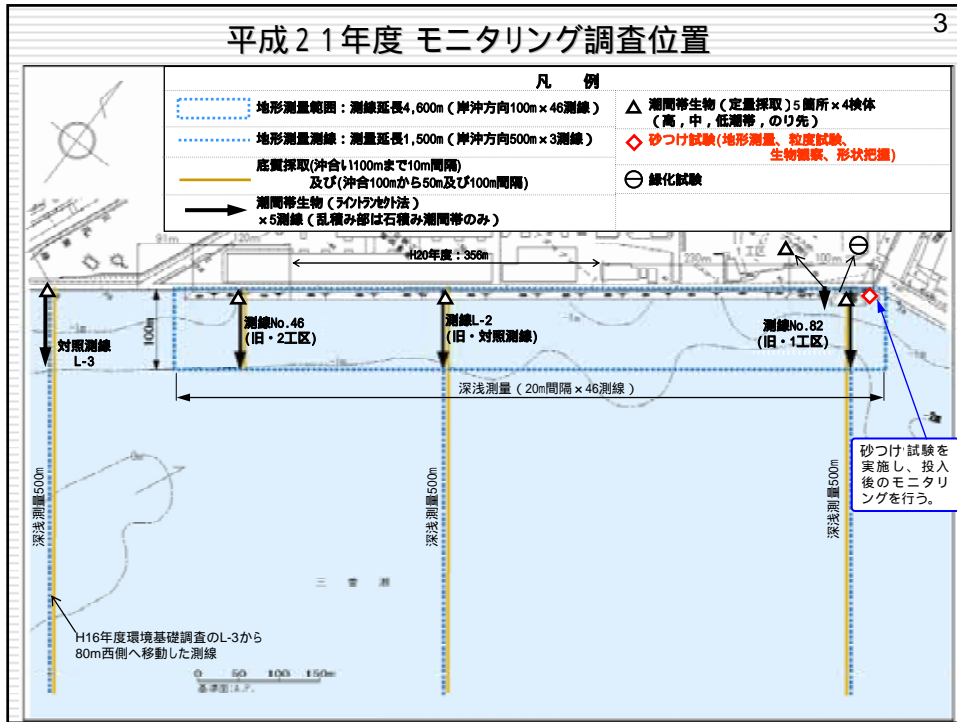 3
平成21年度 モニタリング調査位置
凡 例
地形測量範囲:測線延長4,600m(岸沖方向100m×46測線)
地形測量測線:測量延長1,500m(岸沖方向500m×3測線)
底質採取(沖合い100mまで10m間隔)
及び(沖合100mから50m及び100m間隔)
潮間帯生物(ライントランセクト法)
×5測線(乱積み部は石積み潮間帯のみ)
潮間帯生物(定量採取)5箇所×4検体
(高,中,低潮帯,のり先)
砂つけ試験(地形測量、粒度試験、
生物観察、形状把握)
緑化試験
91m
120m
H20年度:356m
230m
工区
100m
対照測線
L-3
100m
測線No.46
(旧・2工区)
測線L-2
(旧・対照測線)
測線No.82
(旧・1工区)
深浅測量(20m間隔×46測線)
深浅測量500m
深浅測量500m
深浅測量500m
砂つけ試験を
実施し、投入
後のモニタリ
ングを行う。
三 番 瀬
H16年度環境基礎調査のL-3から
80m西側へ移動した測線
0 50 100 150m
基準面:A.P.